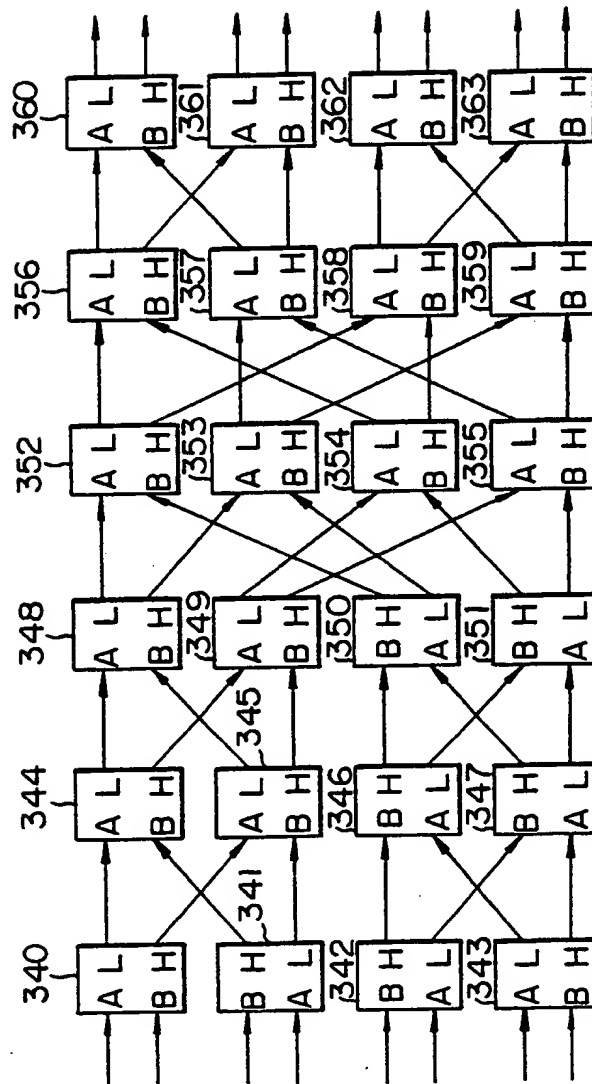 340 344 348 352 356 360
A L A L A L A L A L A L
B H B H B H B H B H B H
341 345 349 353 357 361
B H A L A L A L A L A L
A L B H B H B H B H B H
342 346 350 354 358 362
B H B H B H A L A L A L
A L A L A L B H B H B H
343 347 351 355 359 363
A L B H B H A L A L A L
B H A L A L B H B H B H